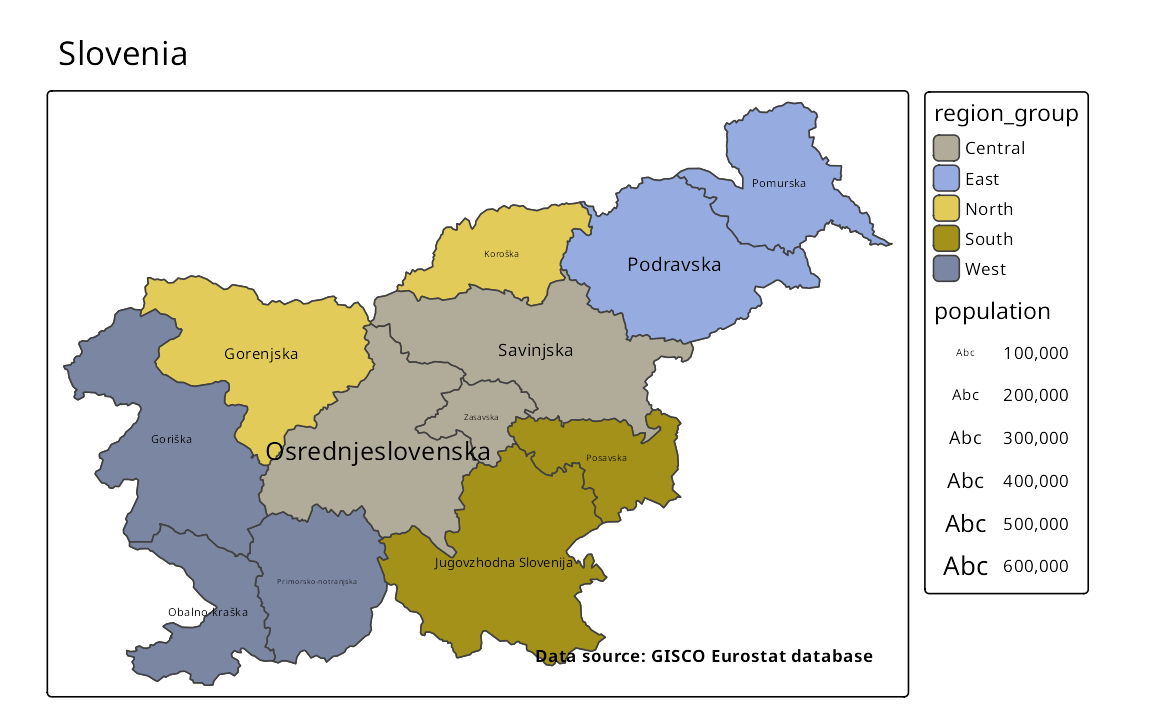 Slovenia
Pomurska
Koroška
Podravska
Gorenjska
Savinjska
Zasavska
Goriška
Osrednjeslovenska
Posavska
Jugovzhodna Slovenija
Primorsko-notranjska
Obalno-kraška
Data source: GISCO Eurostat database
region_group
Central
East
North
South
West
population
Abc 100,000
Abc 200,000
Abc 300,000
Abc 400,000
Abc 500,000
Abc 600,000